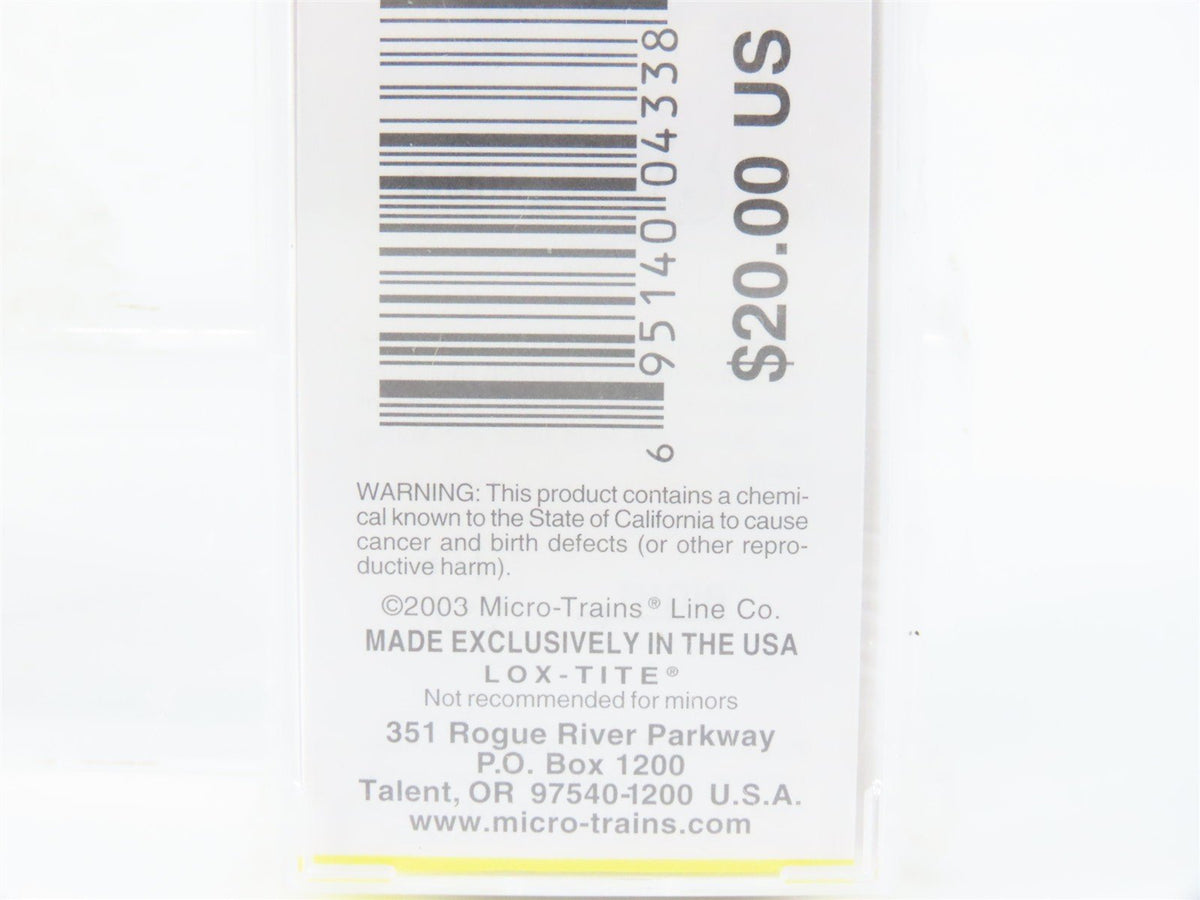 6 95140 04338
$20.00 US
WARNING: This product contains a chemi-
cal known to the State of California to cause
cancer and birth defects (or other repro-
ductive harm).
©2003 Micro-Trains® Line Co.
MADE EXCLUSIVELY IN THE USA
LOX-TITE®
Not recommended for minors
351 Rogue River Parkway
P.O. Box 1200
Talent, OR 97540-1200 U.S.A.
www.micro-trains.com